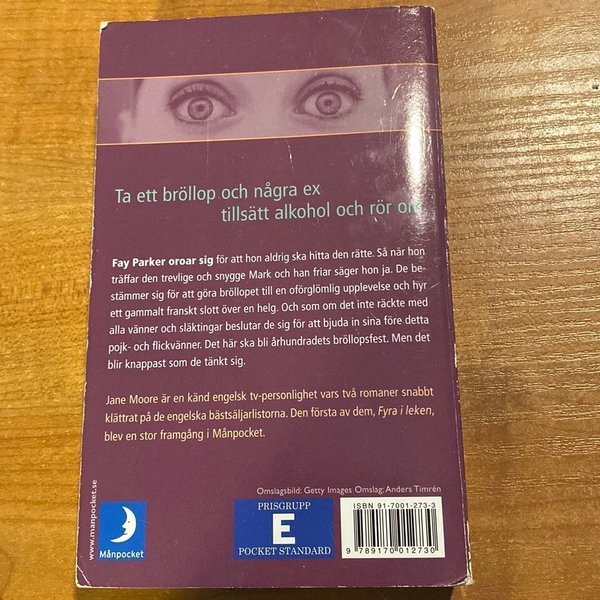 Ta ett bröllop och några ex
tillsätt alkohol och rör om
Fay Parker oroar sig för att hon aldrig ska hitta den rätte. Så när hon
träffar den trevlige och snygge Mark och han friar säger hon ja. De be-
stämmer sig för att göra bröllopet till en oförglömlig upplevelse och hyr
ett gammalt franskt slott över en helg. Och som om det inte räckte med
alla vänner och släktingar beslutar de sig för att bjuda in sina före detta
pojk- och flickvänner. Det här ska bli århundradets bröllopsfest. Men det
blir knappast som de tänkt sig.
Jane Moore är en känd engelsk tv-personlighet vars två romaner snabbt
klättrat på de engelska bästsäljarlistorna. Den första av dem, Fyra i leken,
blev en stor framgång i Månpocket.
Omslagsbild: Getty Images Omslag: Anders Timrén
www.manpocket.se
Månpocket
PRISGRUPP
E
POCKET STANDARD
ISBN 91-7001-273-3
9 789170 012730